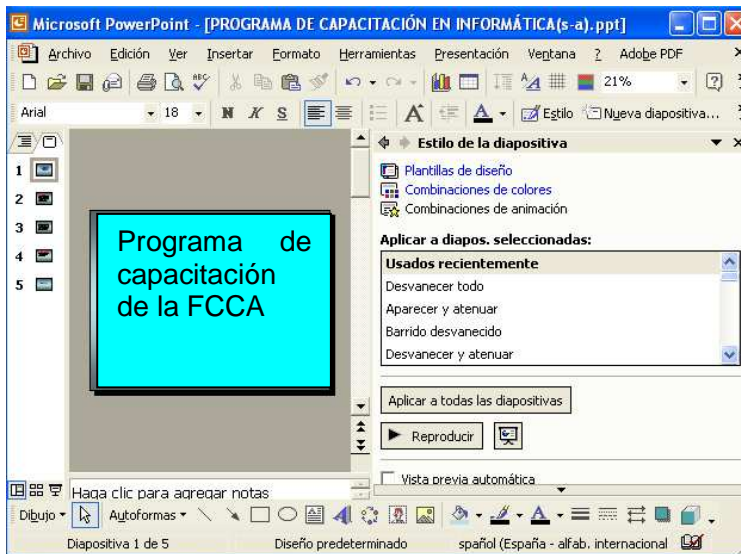 Microsoft PowerPoint - [PROGRAMA DE CAPACITACIÓN EN INFORMÁTICA(s-a).ppt]
Archivo Edición Ver Insertar Formato Herramientas Presentación Ventana ? Adobe PDF
21%
Arial 18 N K S Estilo Nueva diapositiva...
Estilo de la diapositiva
1
2
3
4
5
Programa de
capacitación
de la FCCA
Plantillas de diseño
Combinaciones de colores
Combinaciones de animación
Aplicar a diapos. seleccionadas:
Usados recientemente
Desvanecer todo
Aparecer y atenuar
Barrido desvanecido
Desvanecer y atenuar
Aplicar a todas las diapositivas
Reproducir
Vista previa automática
Haga clic para agregar notas
Dibujo Autoformas
Diapositiva 1 de 5 Diseño predeterminado spañol (España - alfab. internacional